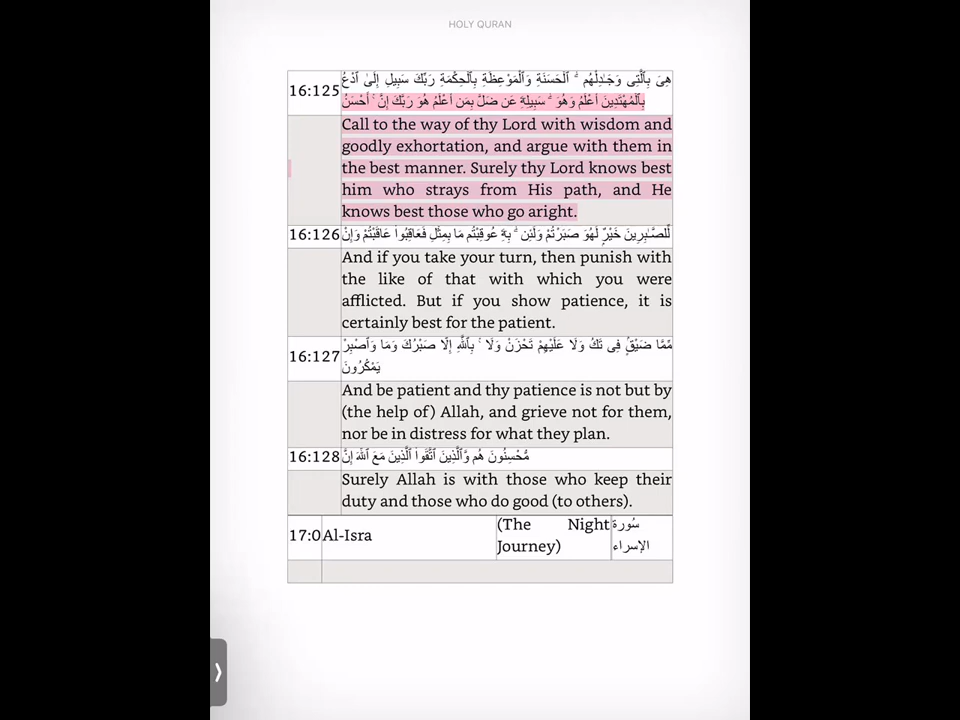 HOLY QURAN
16:125 هِىَ بِٱلَّتِى وَجَـٰدِلْهُم ۖ ٱلْحَسَنَةِ وَٱلْمَوْعِظَةِ بِٱلْحِكْمَةِ رَبِّكَ سَبِيلِ إِلَىٰ ٱدْعُ
بِٱلْمُهْتَدِينَ أَعْلَمُ وَهُوَ ۖ سَبِيلِهِۦ عَن ضَلَّ بِمَن أَعْلَمُ هُوَ رَبَّكَ إِنَّ ۚ أَحْسَنُ
Call to the way of thy Lord with wisdom and
goodly exhortation, and argue with them in
the best manner. Surely thy Lord knows best
him who strays from His path, and He
knows best those who go aright.
16:126 لِّلصَّـٰبِرِينَ خَيْرٌ لَهُوَ صَبَرْتُمْ وَلَئِن ۖ بِهِۦ عُوقِبْتُم مَا بِمِثْلِ فَعَاقِبُوا۟ عَاقَبْتُمْ وَإِنْ
And if you take your turn, then punish with
the like of that with which you were
afflicted. But if you show patience, it is
certainly best for the patient.
16:127 مِّمَّا ضَيْقٍ فِى تَكُ وَلَا عَلَيْهِمْ تَحْزَنْ وَلَا ۚ بِٱللَّهِ إِلَّا صَبْرُكَ وَمَا وَٱصْبِرْ
يَمْكُرُونَ
And be patient and thy patience is not but by
(the help of) Allah, and grieve not for them,
nor be in distress for what they plan.
16:128 مُّحْسِنُونَ هُم وَّٱلَّذِينَ ٱتَّقَوا۟ ٱلَّذِينَ مَعَ ٱللَّهَ إِنَّ
Surely Allah is with those who keep their
duty and those who do good (to others).
17:0 Al-Isra (The Night سُورة
Journey) الإسراء